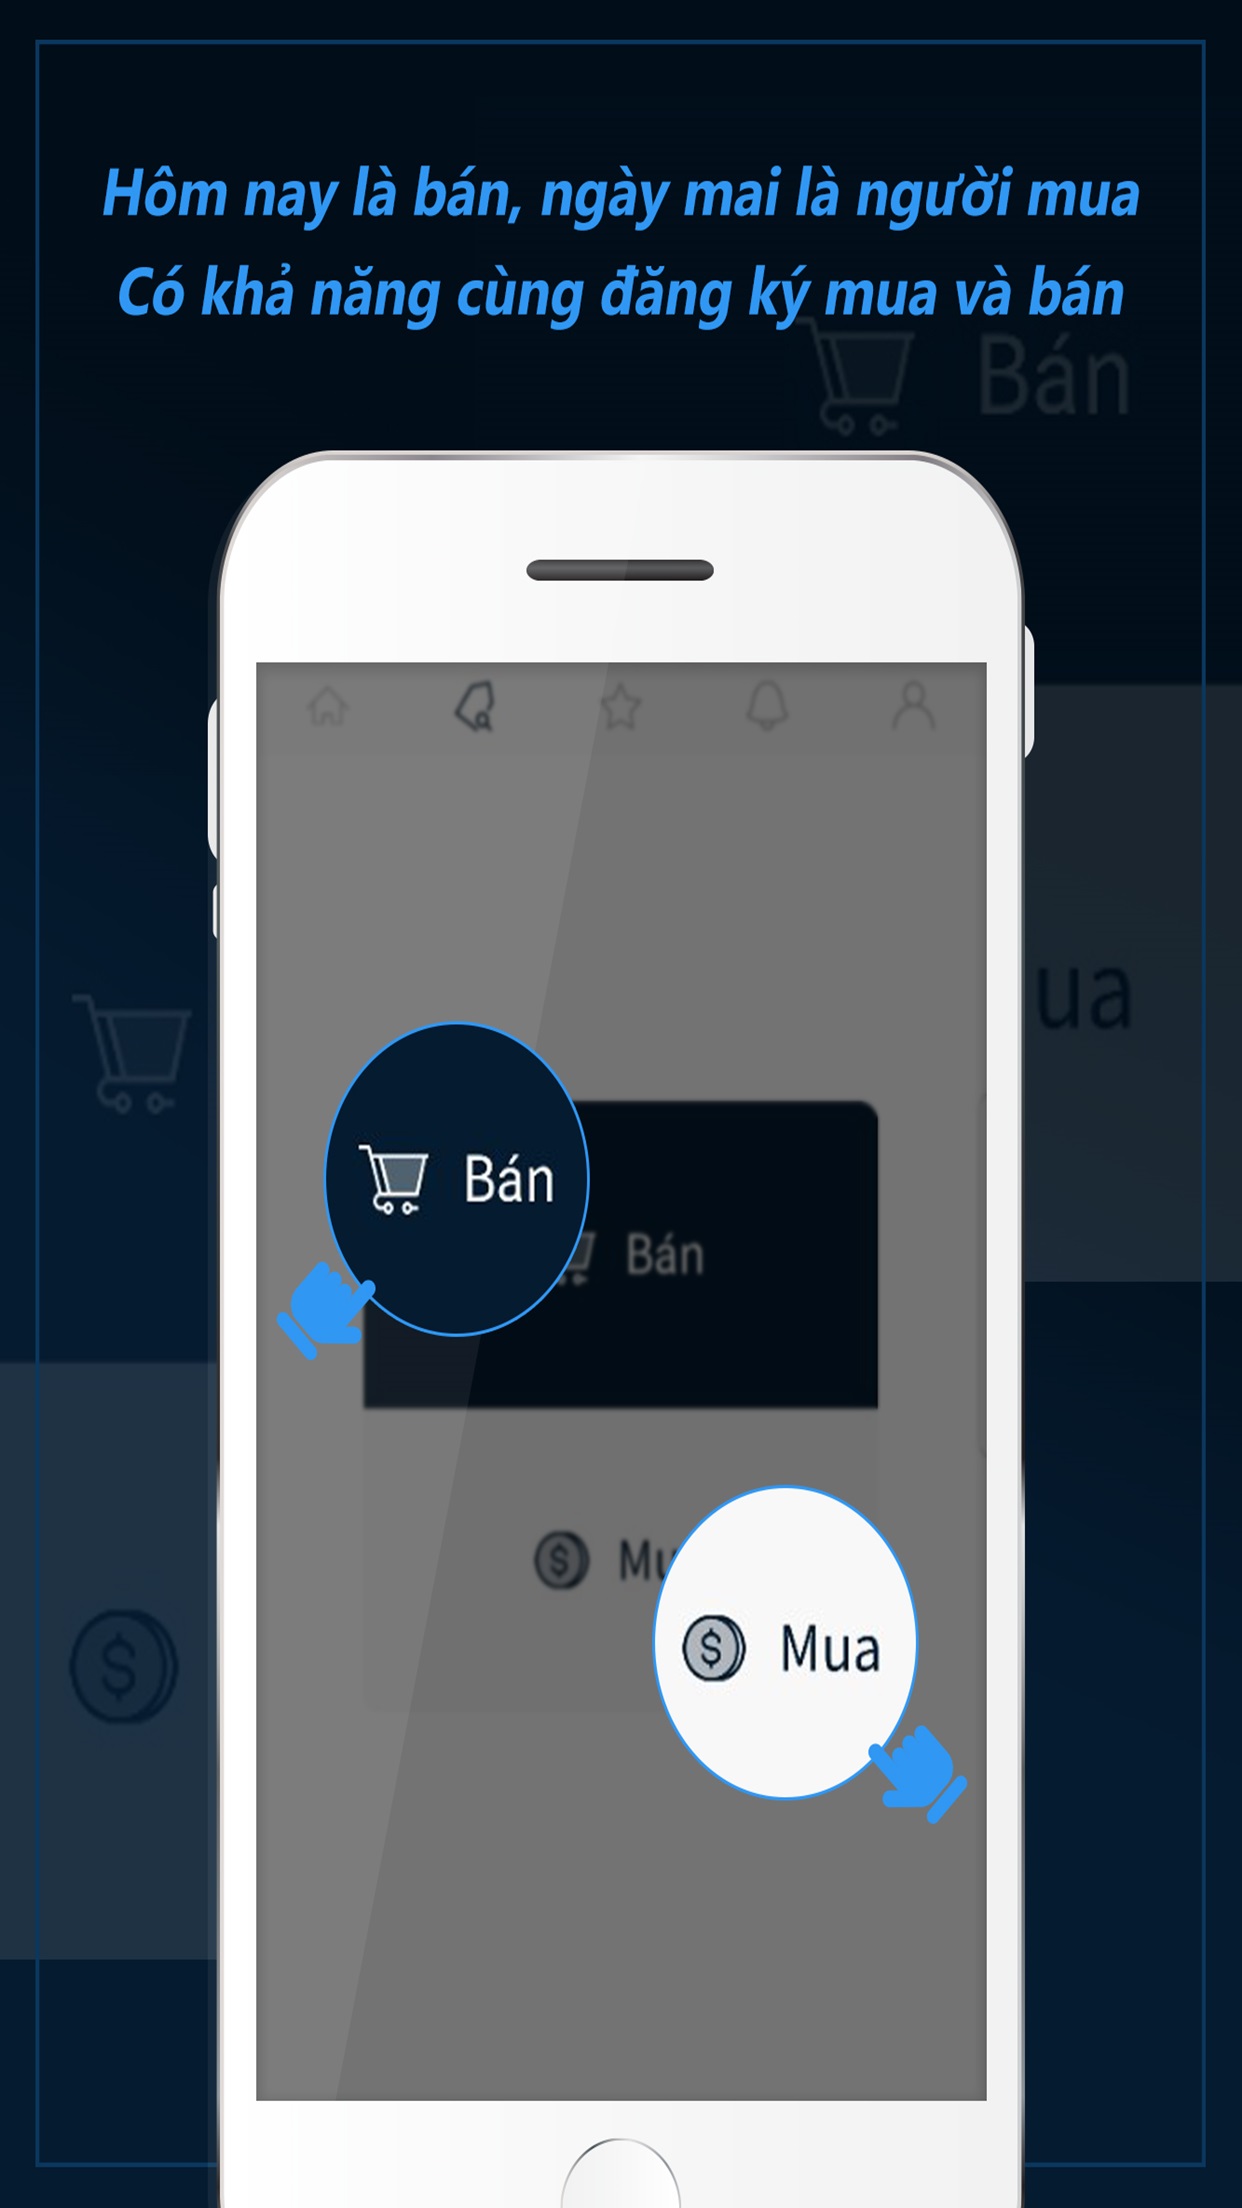 Hôm nay là bán, ngày mai là người mua
Có khả năng cùng đăng ký mua và bán
Bán
ua
Bán
Bán
Mu
Mua